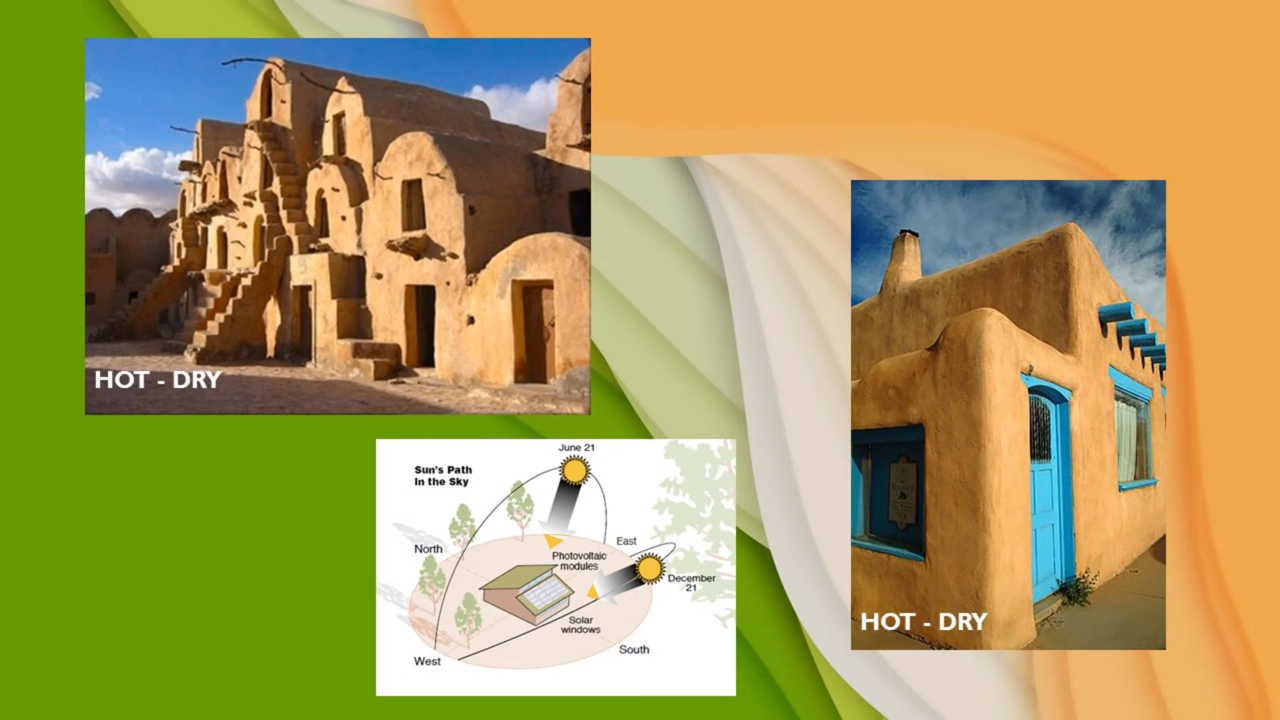 HOT - DRY
June 21
Sun's Path
In the Sky
North
East
Photovoltaic
modules
December
21
Solar
windows
South
West
HOT - DRY